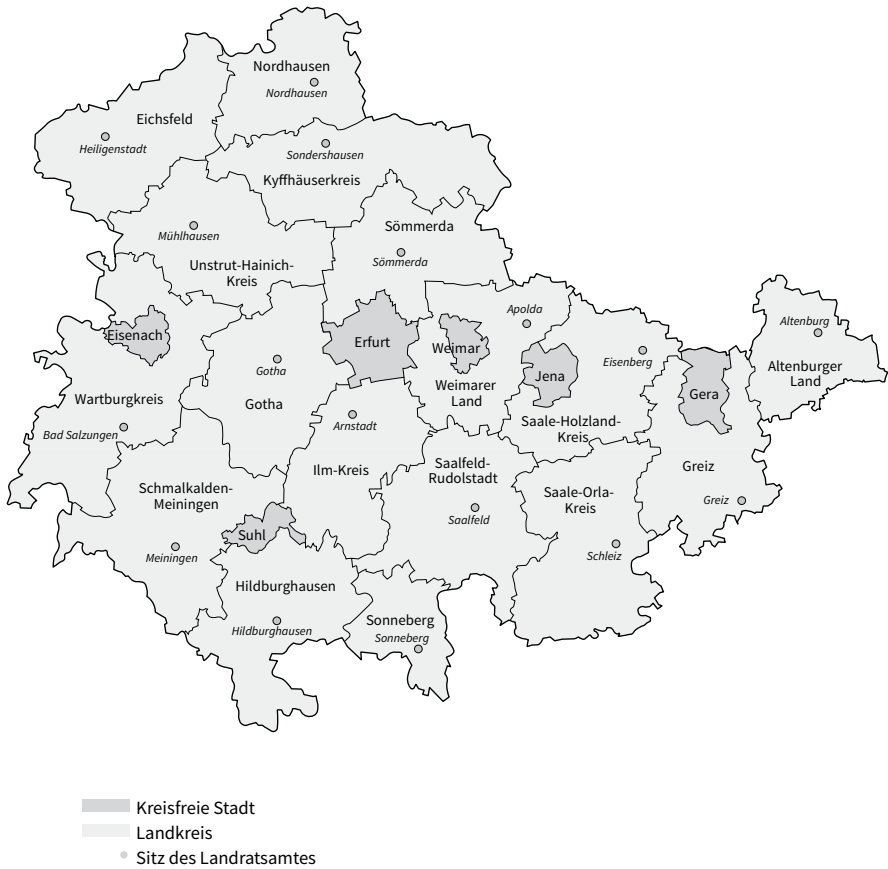 Nordhausen
Nordhausen
Eichsfeld
Heiligenstadt
Sondershausen
Kyffhäuserkreis
Mühlhausen
Unstrut-Hainich-
Kreis
Sömmerda
Sömmerda
Eisenach
Gotha
Gotha
Erfurt
Weimar
Apolda
Weimarer
Land
Jena
Eisenberg
Saale-Holzland-
Kreis
Gera
Altenburg
Altenburger
Land
Wartburgkreis
Bad Salzungen
Arnstadt
Ilm-Kreis
Saalfeld-
Rudolstadt
Saalfeld
Saale-Orla-
Kreis
Schleiz
Greiz
Greiz
Schmalkalden-
Meiningen
Meiningen
Suhl
Hildburghausen
Hildburghausen
Sonneberg
Sonneberg
Kreisfreie Stadt
Landkreis
Sitz des Landratsamtes